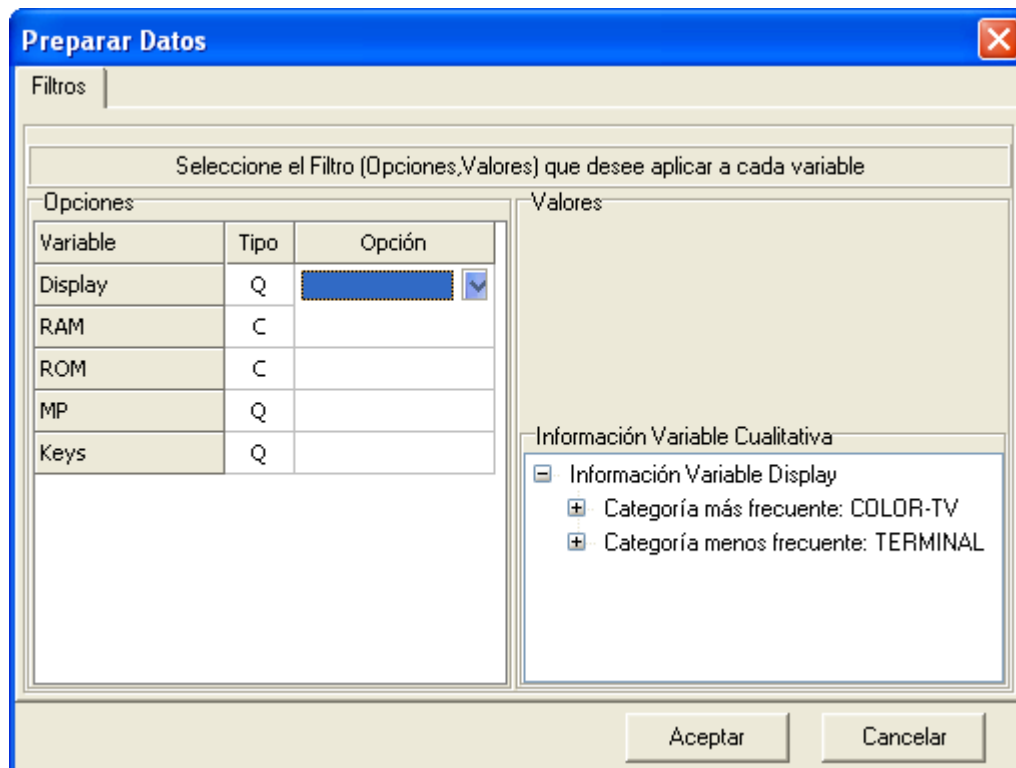 Preparar Datos
Filtros
Seleccione el Filtro (Opciones,Valores) que desee aplicar a cada variable
Opciones
Variable Tipo Opción
Display Q
RAM C
ROM C
MP Q
Keys Q
Valores
Información Variable Cualitativa
Información Variable Display
Categoría más frecuente: COLOR-TV
Categoría menos frecuente: TERMINAL
Aceptar Cancelar